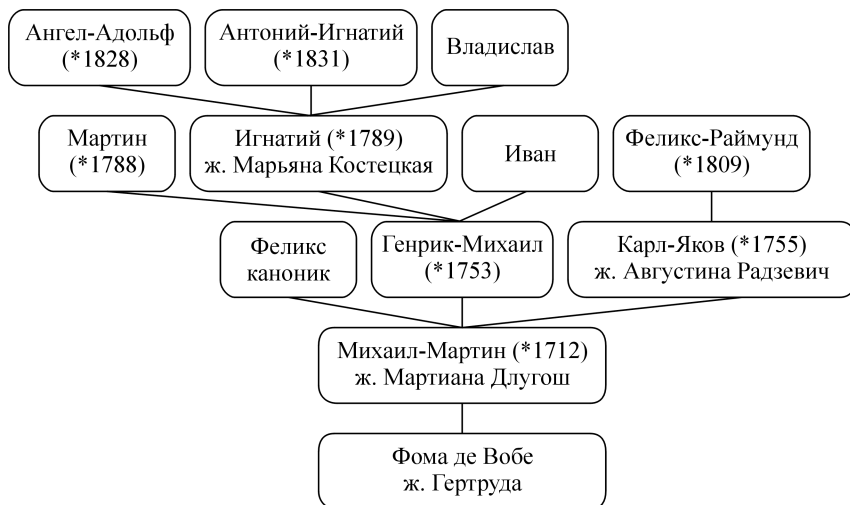 Ангел-Адольф
(*1828)
Антоний-Игнатий
(*1831)
Владислав
Мартин
(*1788)
Игнатий (*1789)
ж. Марьяна Костецкая
Иван
Феликс-Раймунд
(*1809)
Феликс
каноник
Генрик-Михаил
(*1753)
Карл-Яков (*1755)
ж. Августина Радзевич
Михаил-Мартин (*1712)
ж. Мартиана Длугош
Фома де Вобе
ж. Гертруда